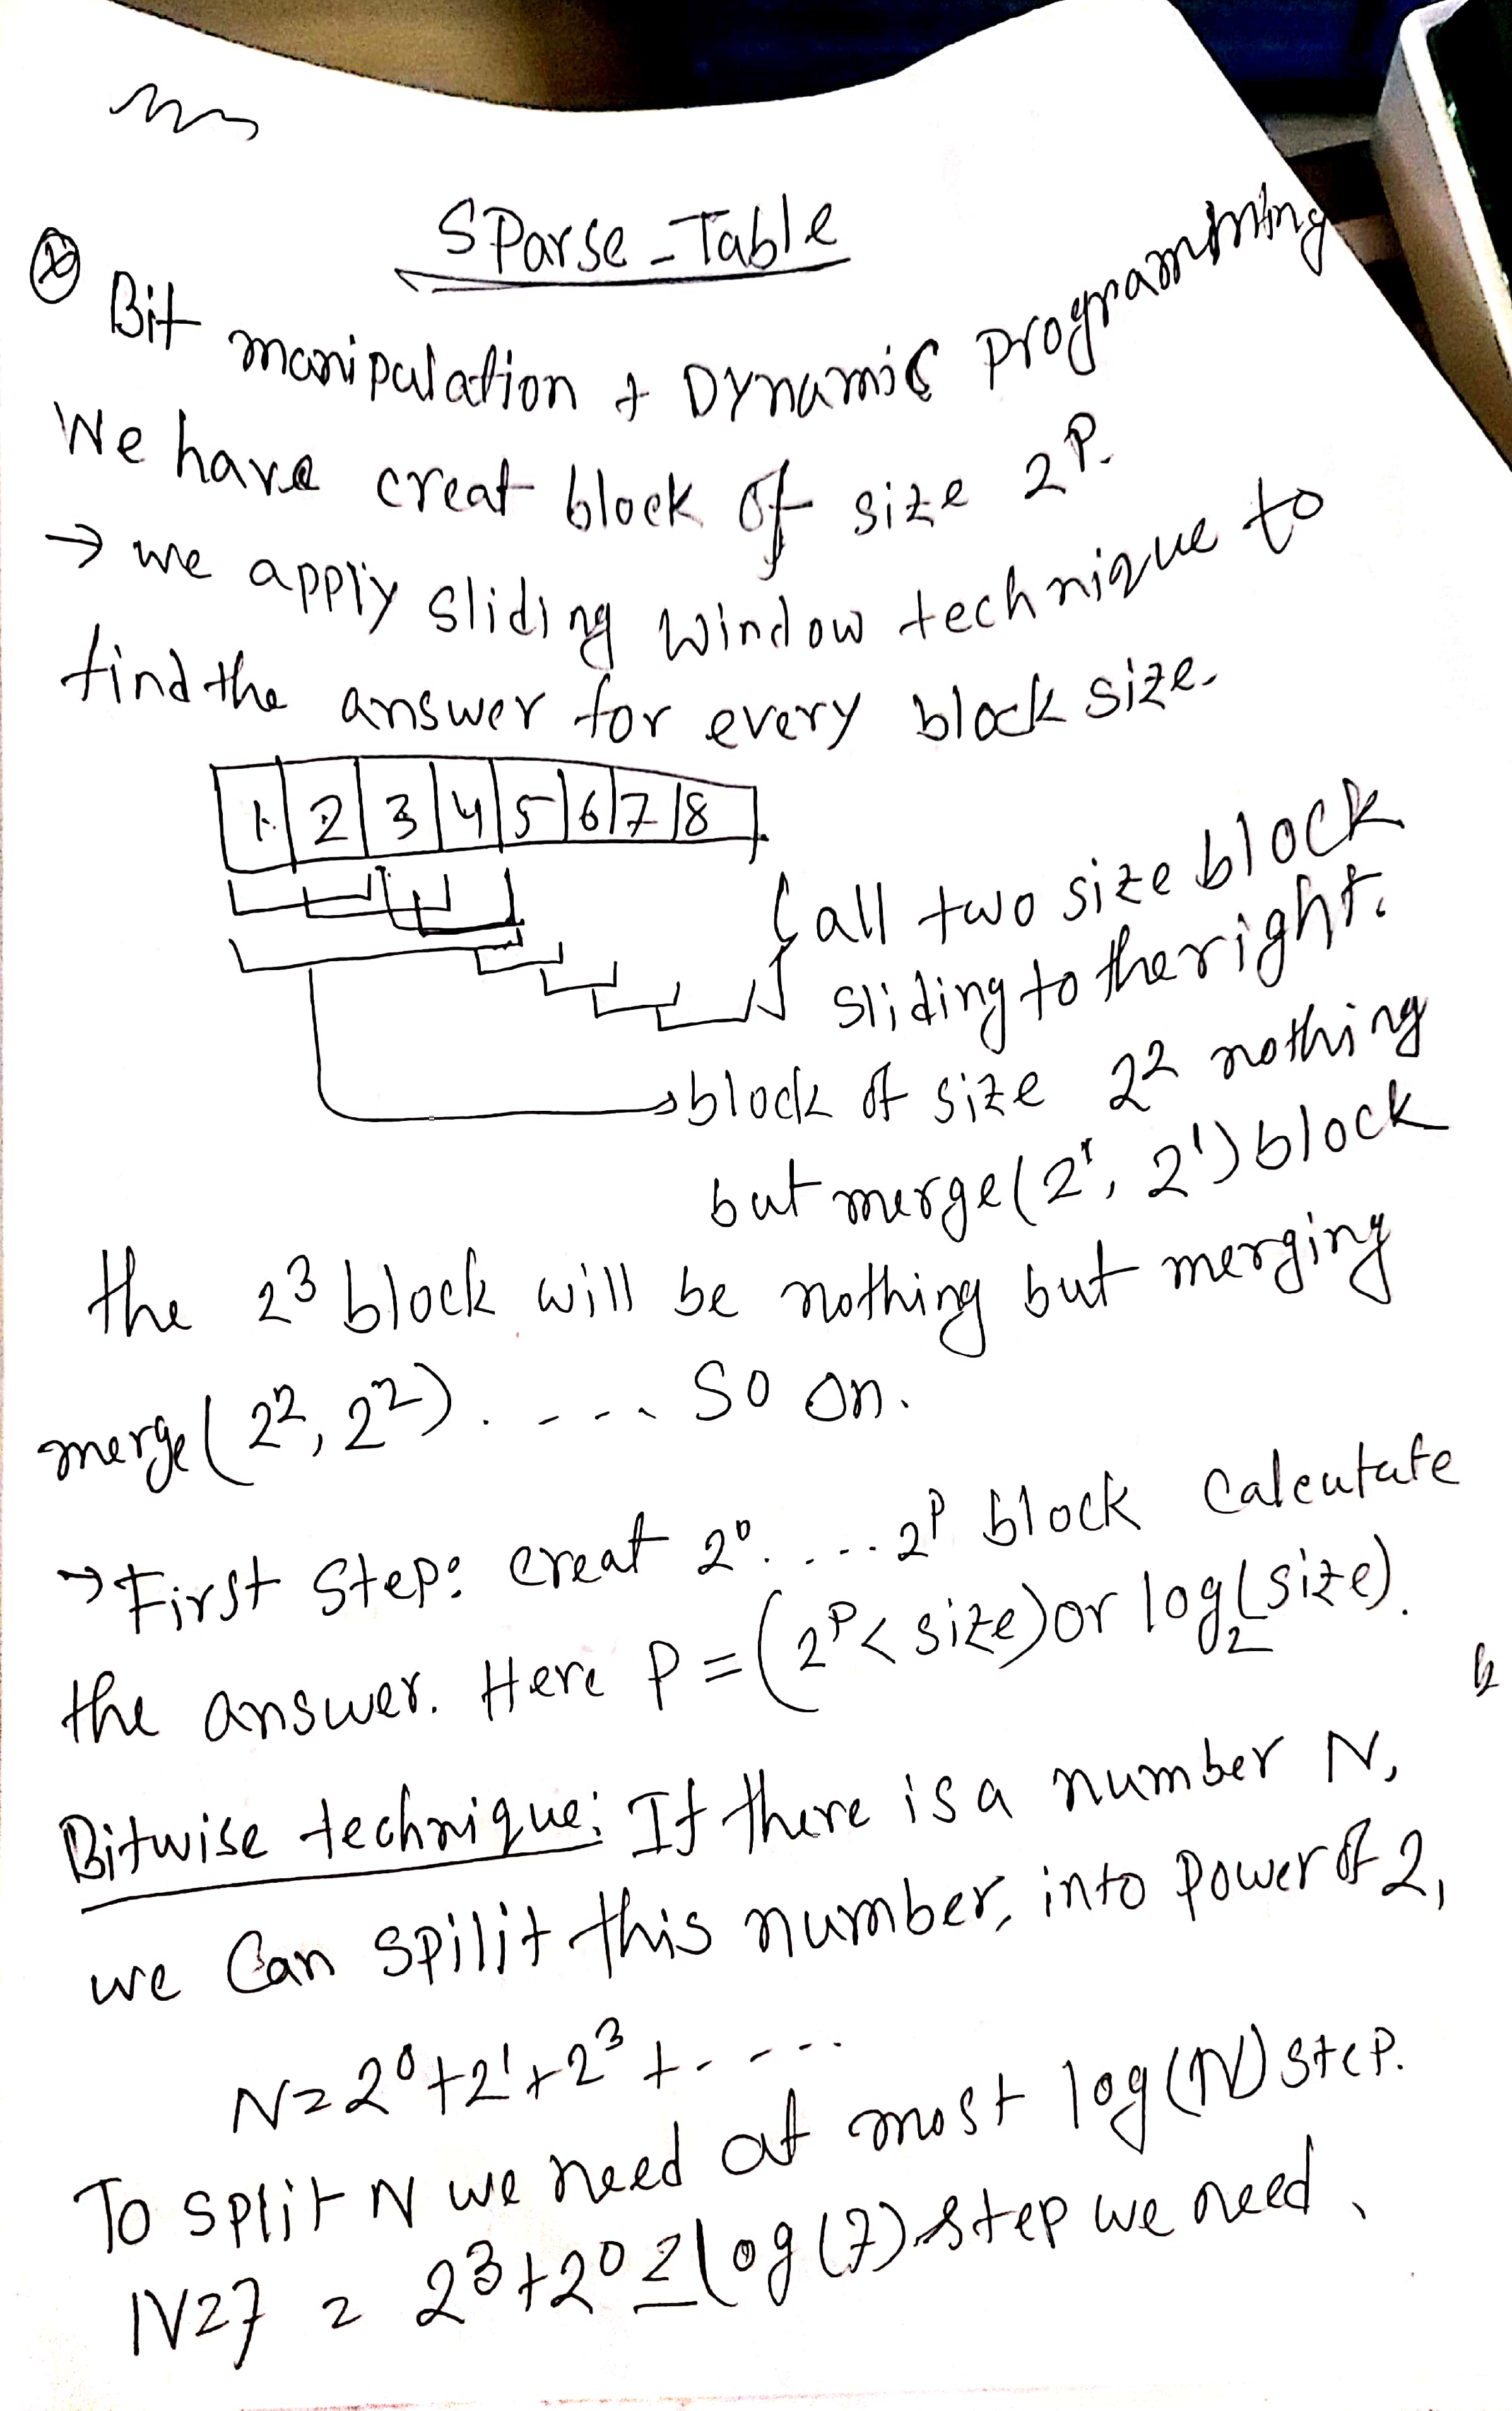 SParse-Table
Bit manipulation + Dynamic programming
We have creat block of size 2^P.
→ we apply sliding window technique to
find the answer for every block size.
1 2 3 4 5 6 7 8
all two size block
sliding to the right.
block of size 2^2 nothing
but merge(2^1, 2^1) block
the 2^3 block will be nothing but merging
merge(2^2, 2^2). .... So on.
→ First Step: creat 2^0. ... 2^P block Calculate
the answer. Here P = (2^P < size) or log_2(size).
Bitwise technique: If there is a number N,
we Can spilit this number, into Power of 2,
N = 2^0 + 2^1 + 2^3 + .....
To split N we need at most log(N) step.
N = 7 = 2^3 + 2^0 = log(7) step we need.